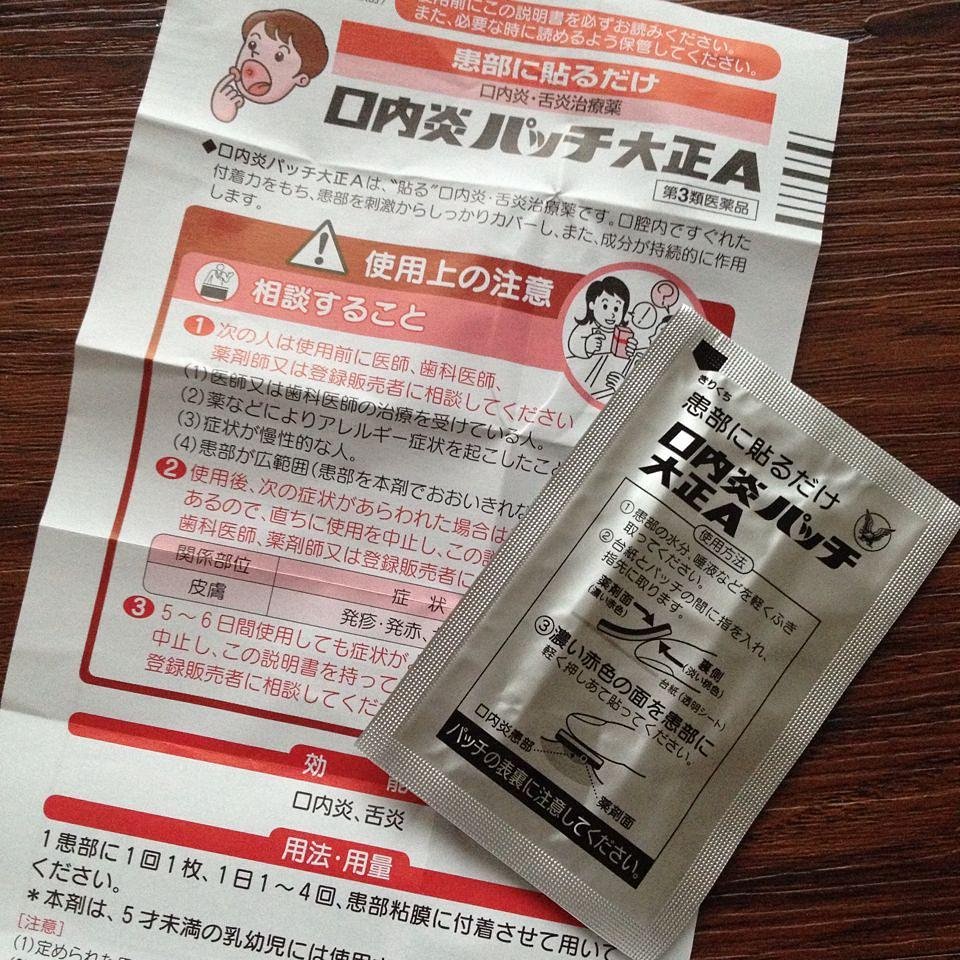 使用前にこの説明書を必ずお読みください。
また、必要な時に読めるよう保管してください。
患部に貼るだけ
口内炎・舌炎治療薬
口内炎パッチ大正A
第3類医薬品
◆口内炎パッチ大正Aは、“貼る”口内炎・舌炎治療薬です。口腔内ですぐれた
付着力をもち、患部を刺激からしっかりカバーし、また、成分が持続的に作用
します。
使用上の注意
相談すること
1 次の人は使用前に医師、歯科医師、
薬剤師又は登録販売者に相談してください
(1)医師又は歯科医師の治療を受けている人。
(2)薬などによりアレルギー症状を起こしたこと
(3)症状が慢性的な人。
(4)患部が広範囲(患部を本剤でおおいきれな
2 使用後、次の症状があらわれた場合は
あるので、直ちに使用を中止し、この説
歯科医師、薬剤師又は登録販売者に
関係部位
症状
皮膚
発疹・発赤、
3 5～6日間使用しても症状が
中止し、この説明書を持って
登録販売者に相談してくだ
効能
口内炎、舌炎
用法・用量
1患部に1回1枚、1日1～4回、患部粘膜に付着させて用いて
ください。
*本剤は、5才未満の乳幼児には使用
[注意]
(1)定められた
きりくち
患部に貼るだけ
口内炎パッチ
大正A
使用方法
①患部の水分、唾液などを軽くふき
取ってください。
②台紙とパッチの間に指を入れ、
指先に取ります。
薬剤面
(濃い赤色)
裏側
(淡い桃色)
台紙(透明シート)
③濃い赤色の面を患部に
軽く押しあて貼ってください。
口内炎患部
薬剤面
パッチの表裏に注意してください。